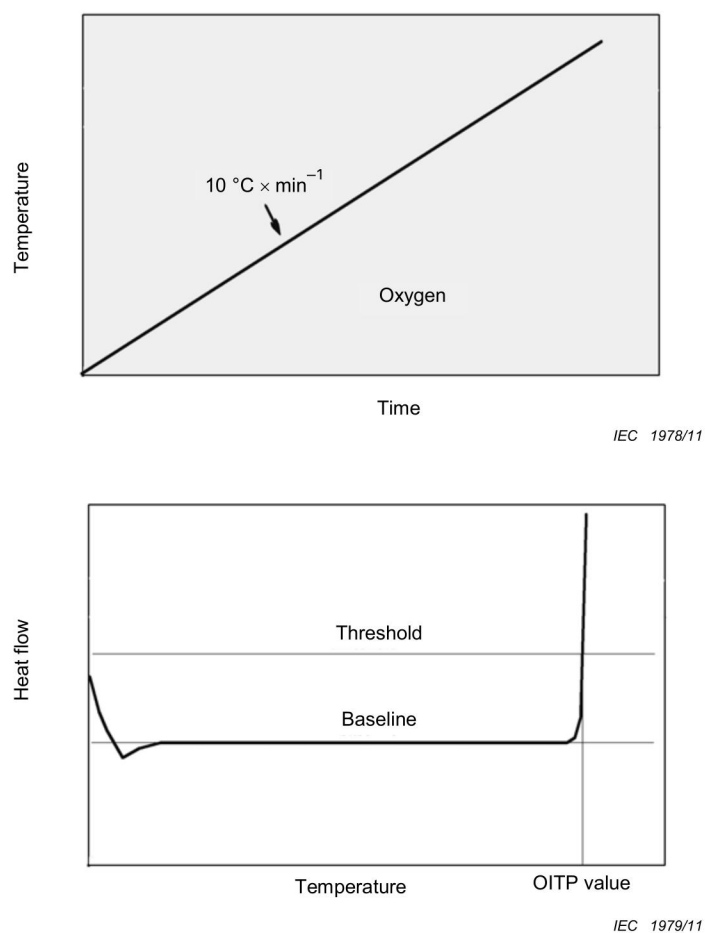 10 °C × min⁻¹
Temperature
Oxygen
Time
IEC 1978/11
Threshold
Heat flow
Baseline
Temperature
OITP value
IEC 1979/11